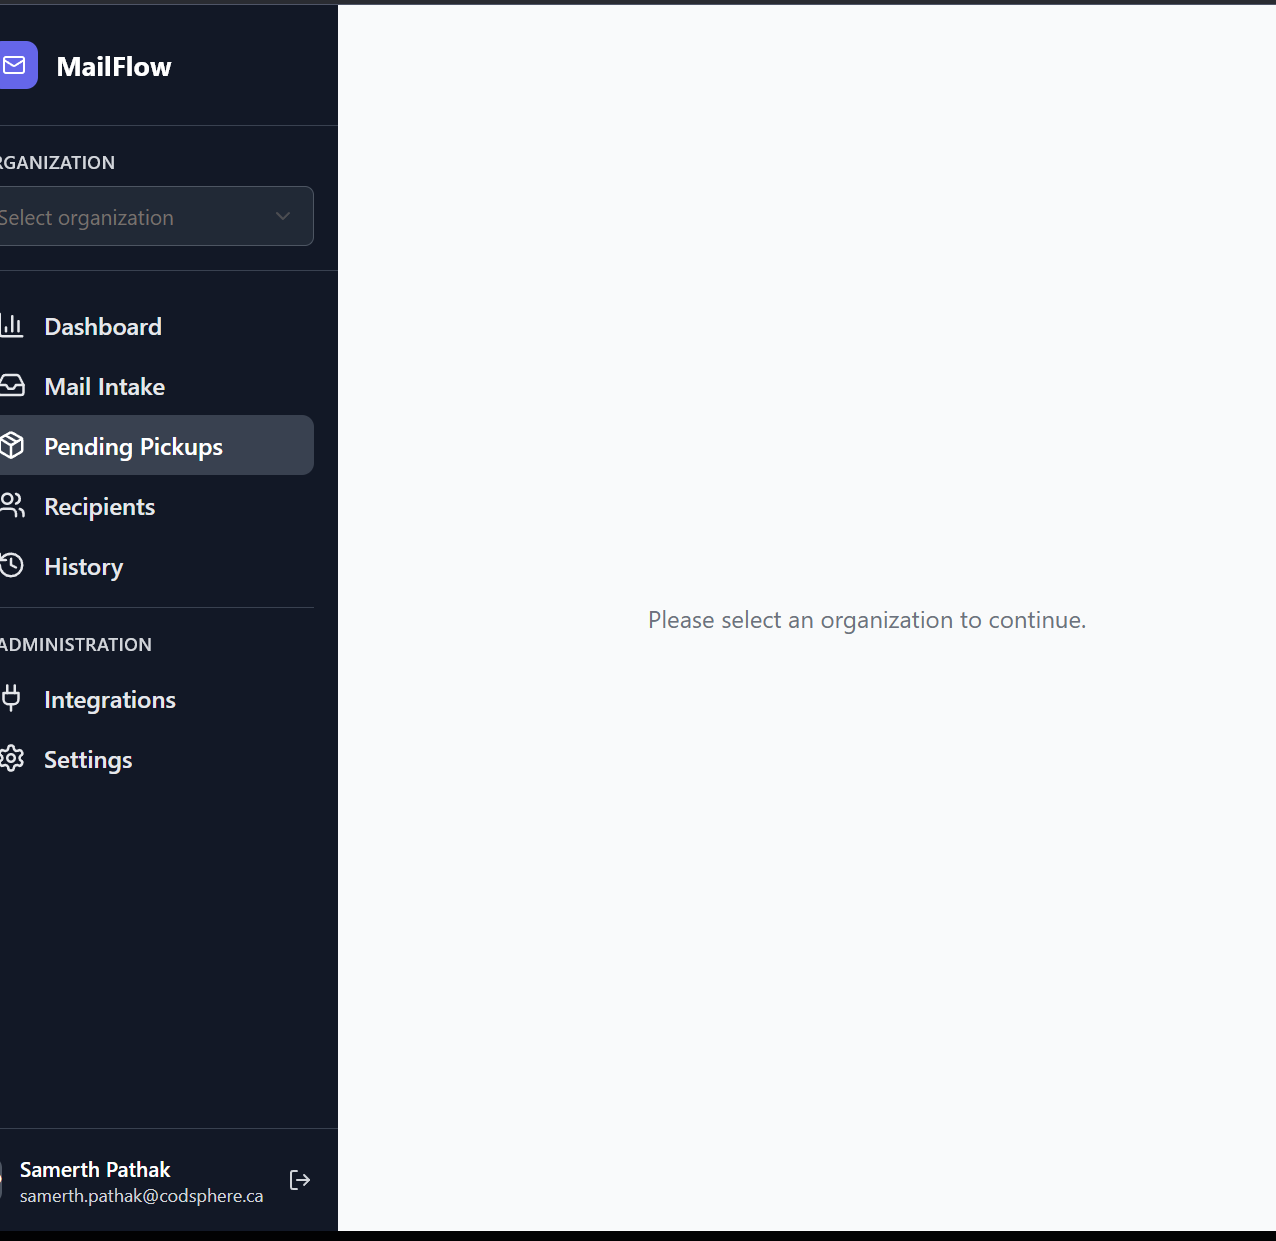 MailFlow
RGANIZATION
Select organization
Dashboard
Mail Intake
Pending Pickups
Recipients
History
ADMINISTRATION
Integrations
Settings
Please select an organization to continue.
Samerth Pathak
samerth.pathak@codsphere.ca